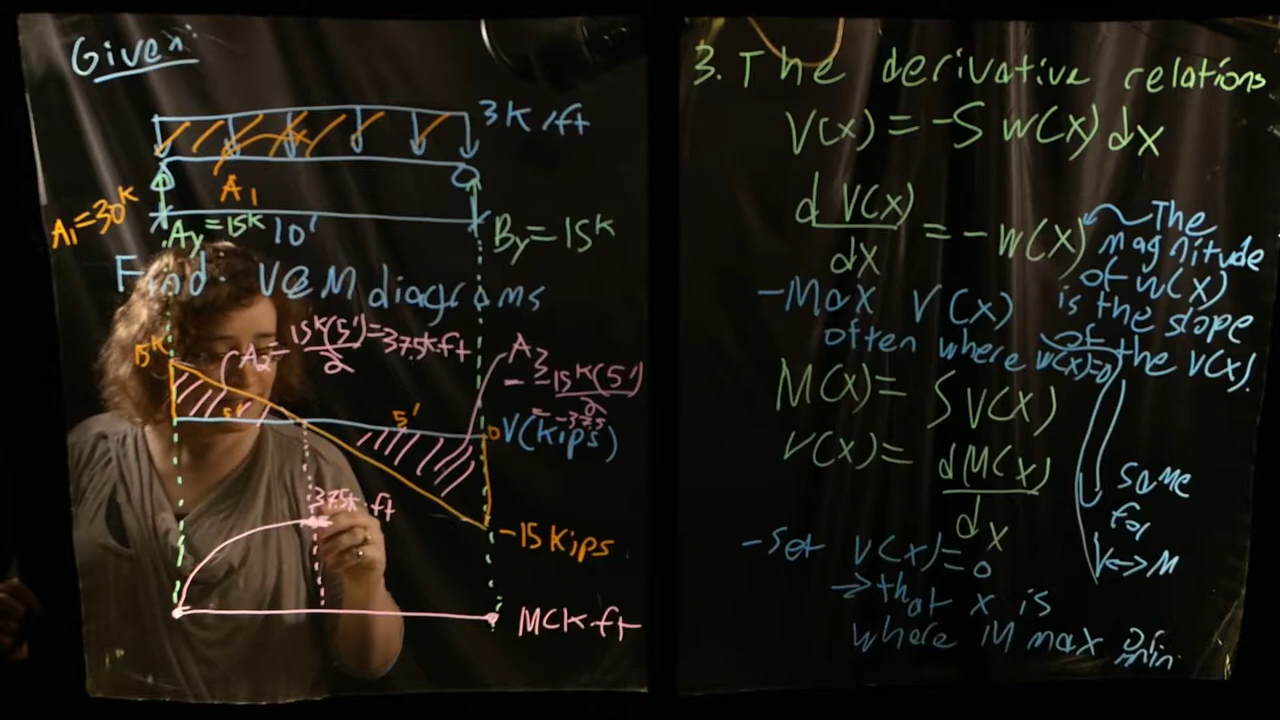 Given:
3K/ft
A1
A1=30K
Ay=15K
10'
By=15K
Find: V&M diagrams
15K
A2=15K(5')/2=37.5K·ft
A3
=-15K(5')/2
=-37.5
5'
5'
0
V(Kips)
37.5K·ft
-15Kips
M(K·ft
3. The derivative relations
V(x)=-∫w(x)dx
dV(x)/dx=-w(x)
The
magnitude
of w(x)
is the slope
of the V(x).
-Max V(x)
often where w(x)=0
M(x)=∫V(x)
V(x)=dM(x)/dx
Same
for
V↔M
-Set V(x)=0
→that x is
where M max or
min.